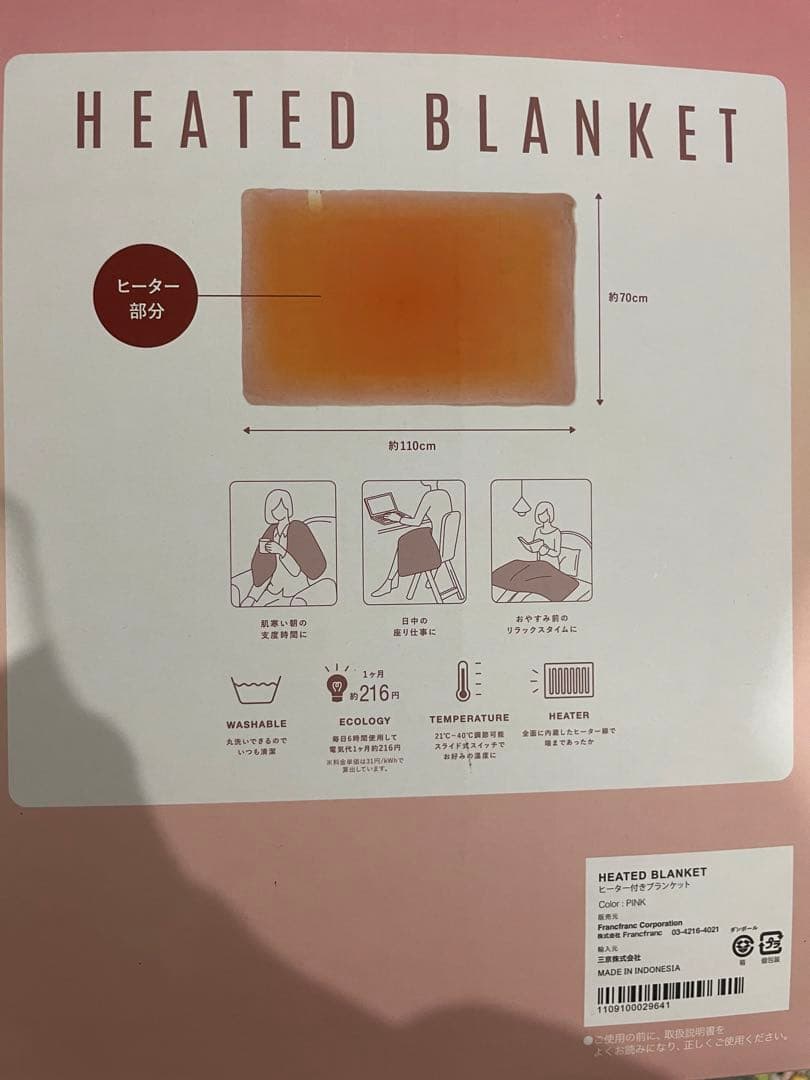 HEATED BLANKET
ヒーター
部分
約70cm
約110cm
肌寒い朝の
支度時間に
日中の
座り仕事に
おやすみ前の
リラックスタイムに
WASHABLE
丸洗いできるので
いつも清潔
1ヶ月
約216円
ECOLOGY
毎日6時間使用して
電気代1ヶ月約216円
※料金単価は31円/kWhで
算出しています。
TEMPERATURE
21℃~40℃調節可能
スライド式スイッチで
お好みの温度に
HEATER
全面に内蔵したヒーター線で
端まであったか
HEATED BLANKET
ヒーター付きブランケット
Color : PINK
販売元
Francfranc Corporation
株式会社 Francfranc 03-4216-4021
輸入元
三京株式会社
MADE IN INDONESIA
ダンボール
箱
プラ
個包装
1109100029641
●ご使用の前に、取扱説明書を
よくお読みになり、正しくご使用ください。